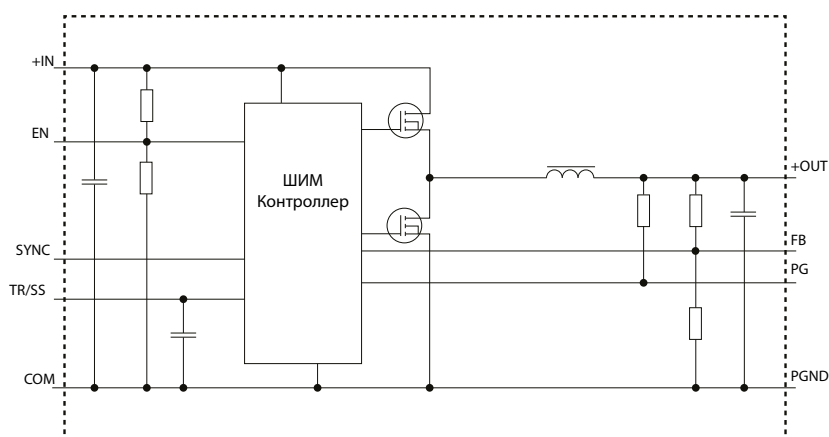 +IN
EN
ШИМ
Контроллер
+OUT
SYNC
FB
TR/SS
PG
COM
PGND